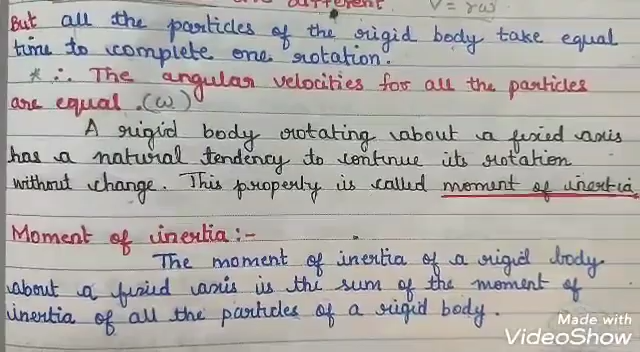 are different V = rω
But all the particles of the rigid body take equal
time to complete one rotation.
* ∴ The angular velocities for all the particles
are equal. (ω)
A rigid body rotating about a fixed axis
has a natural tendency to continue its rotation
without change. This property is called moment of inertia.
Moment of inertia :-
The moment of inertia of a rigid body
about a fixed axis is the sum of the moment of
inertia of all the particles of a rigid body.
Made with
VideoShow